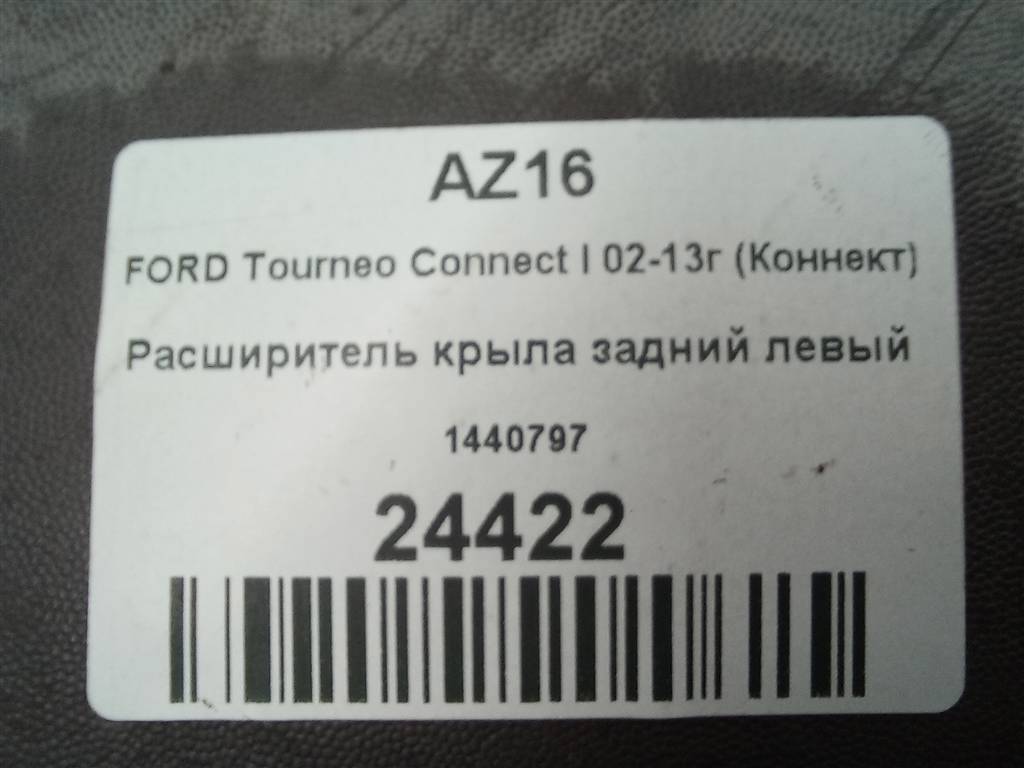 AZ16
FORD Tourneo Connect I 02-13г (Коннект)
Расширитель крыла задний левый
1440797
24422